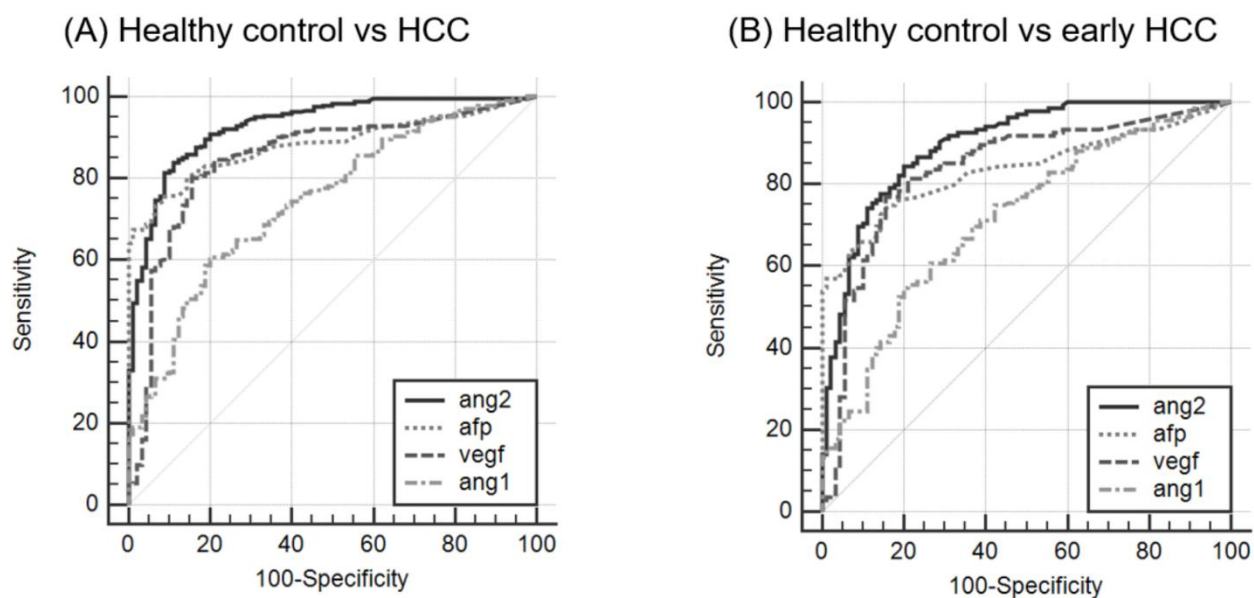 (A) Healthy control vs HCC
100
80
60
40
20
0
Sensitivity
0 20 40 60 80 100
100-Specificity
ang2
afp
vegf
ang1
(B) Healthy control vs early HCC
100
80
60
40
20
0
Sensitivity
0 20 40 60 80 100
100-Specificity
ang2
afp
vegf
ang1